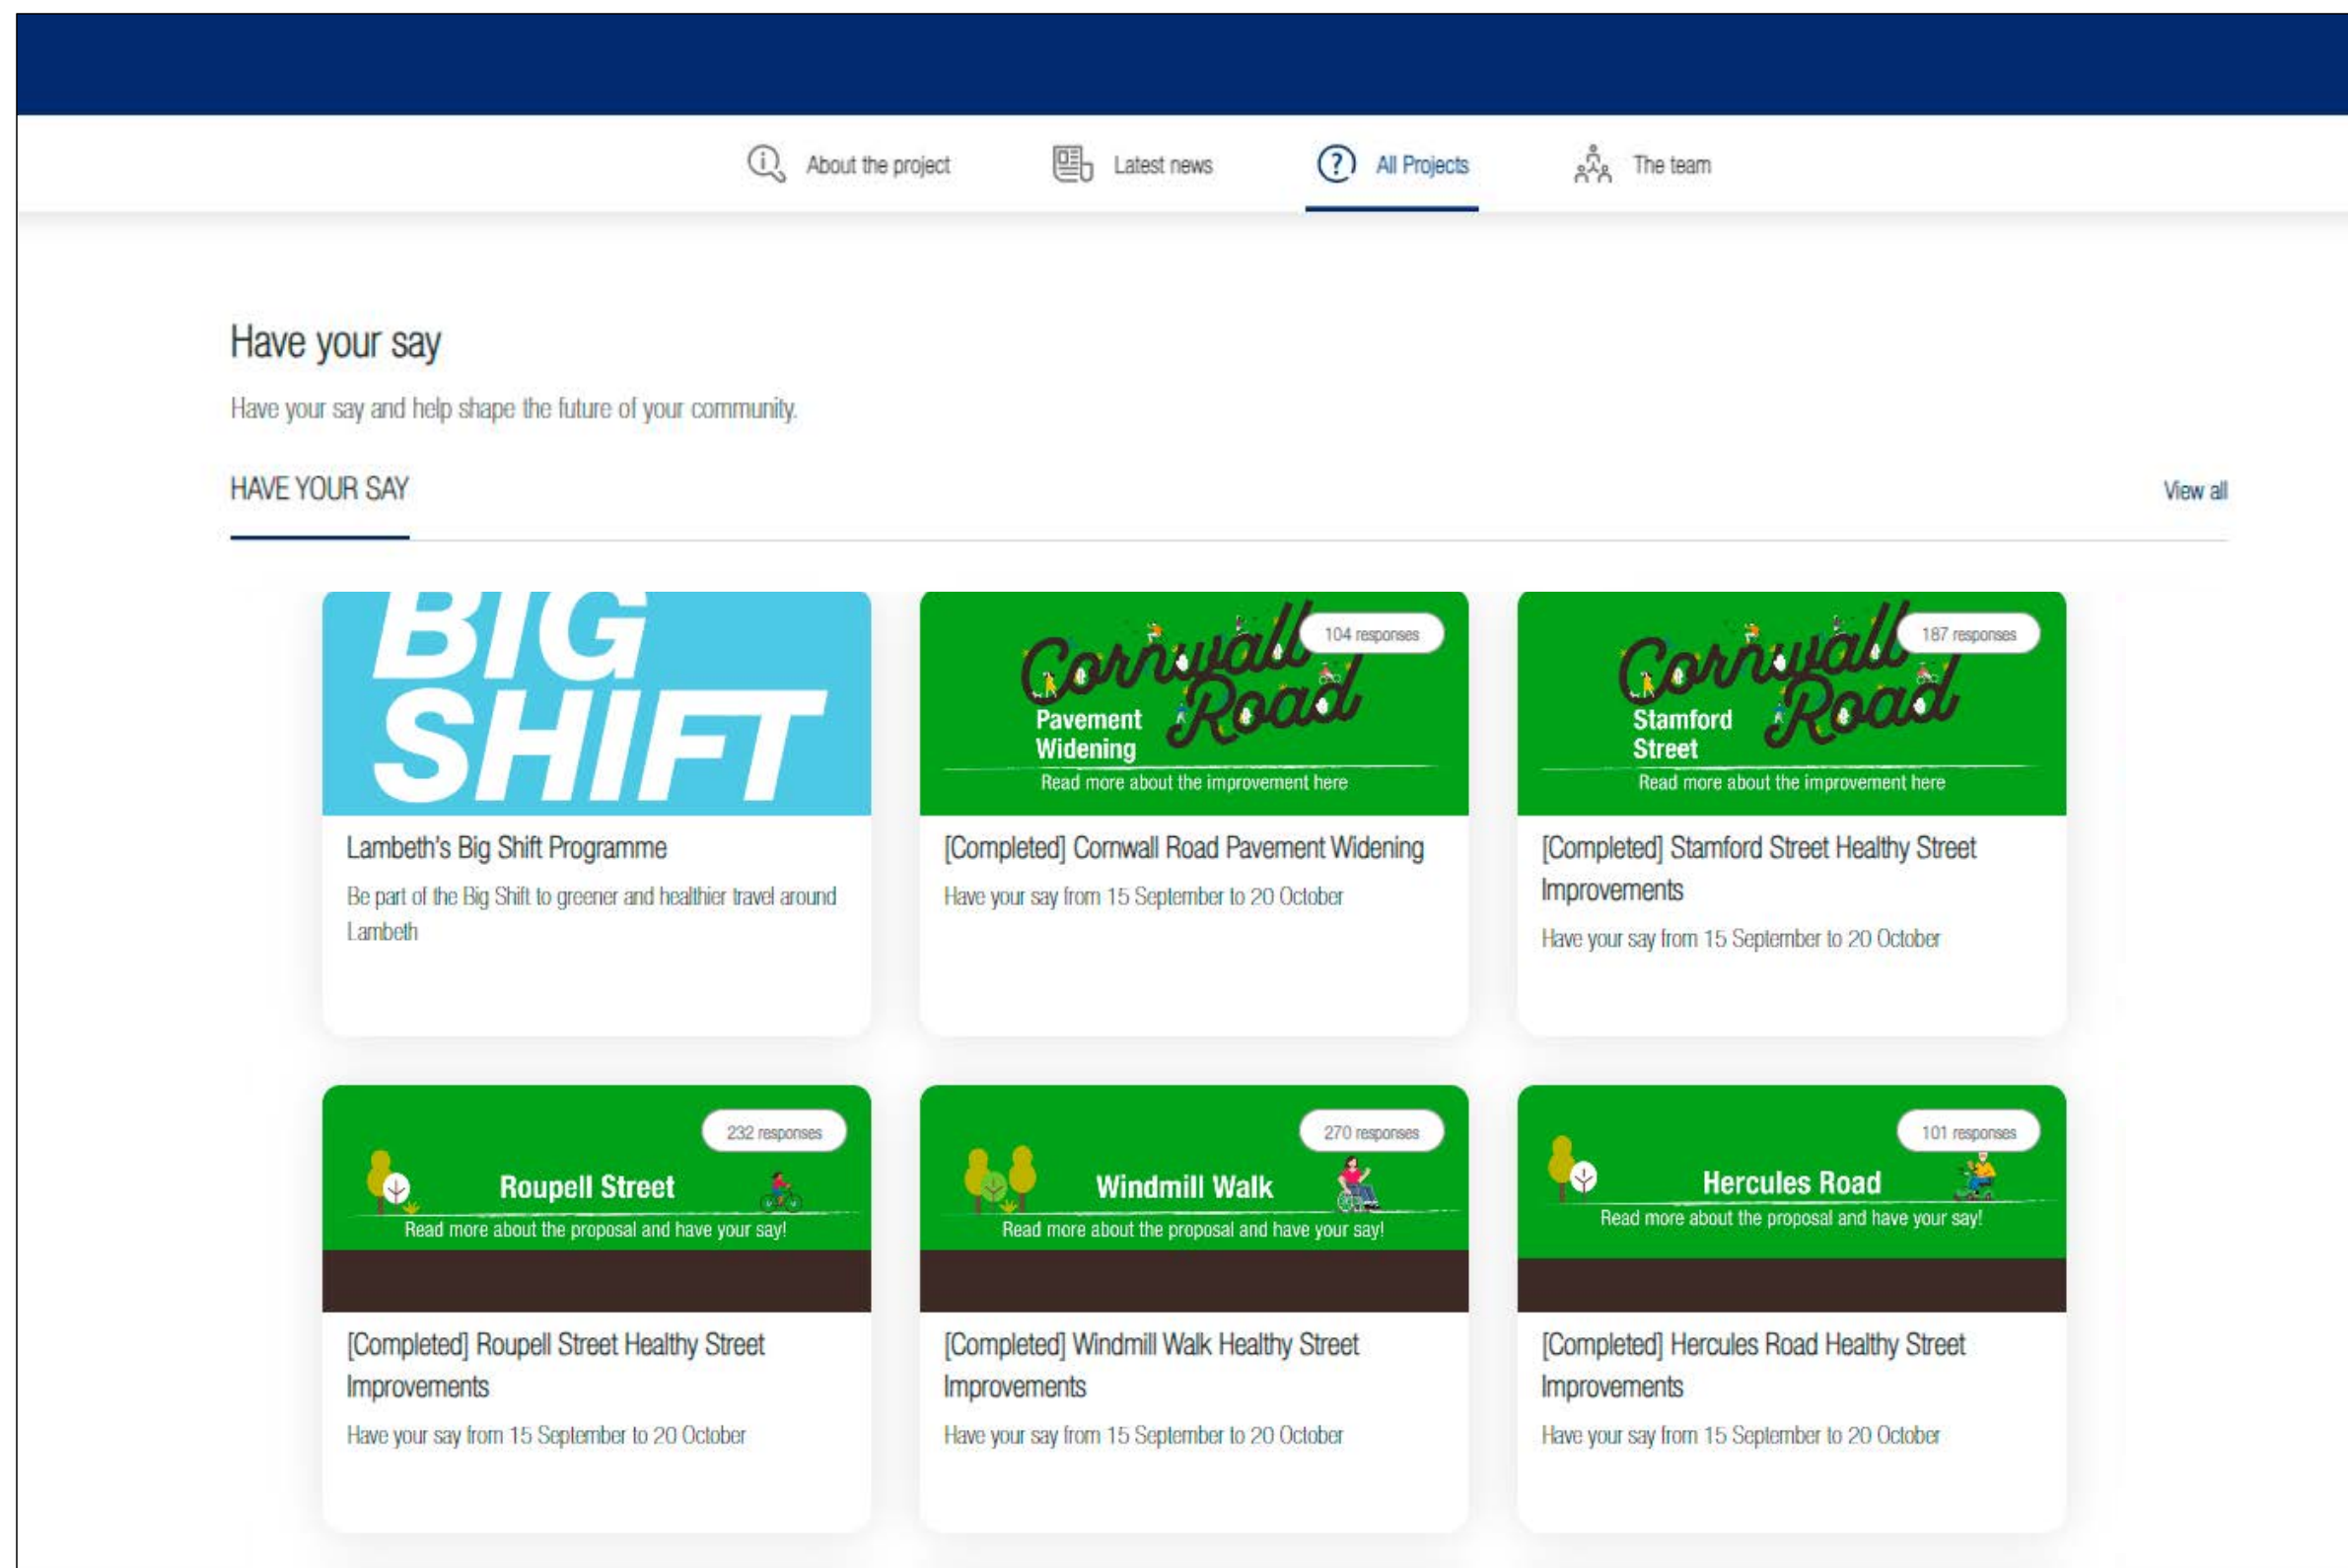 About the project
Latest news
All Projects
The team
Have your say
Have your say and help shape the future of your community.
HAVE YOUR SAY
View all
BIG
SHIFT
Lambeth's Big Shift Programme
Be part of the Big Shift to greener and healthier travel around
Lambeth
104 responses
Cornwall
Road
Pavement
Widening
Read more about the improvement here
[Completed] Cornwall Road Pavement Widening
Have your say from 15 September to 20 October
187 responses
Cornwall
Road
Stamford
Street
Read more about the improvement here
[Completed] Stamford Street Healthy Street
Improvements
Have your say from 15 September to 20 October
232 responses
Roupell Street
Read more about the proposal and have your say!
[Completed] Roupell Street Healthy Street
Improvements
Have your say from 15 September to 20 October
270 responses
Windmill Walk
Read more about the proposal and have your say!
[Completed] Windmill Walk Healthy Street
Improvements
Have your say from 15 September to 20 October
101 responses
Hercules Road
Read more about the proposal and have your say!
[Completed] Hercules Road Healthy Street
Improvements
Have your say from 15 September to 20 October